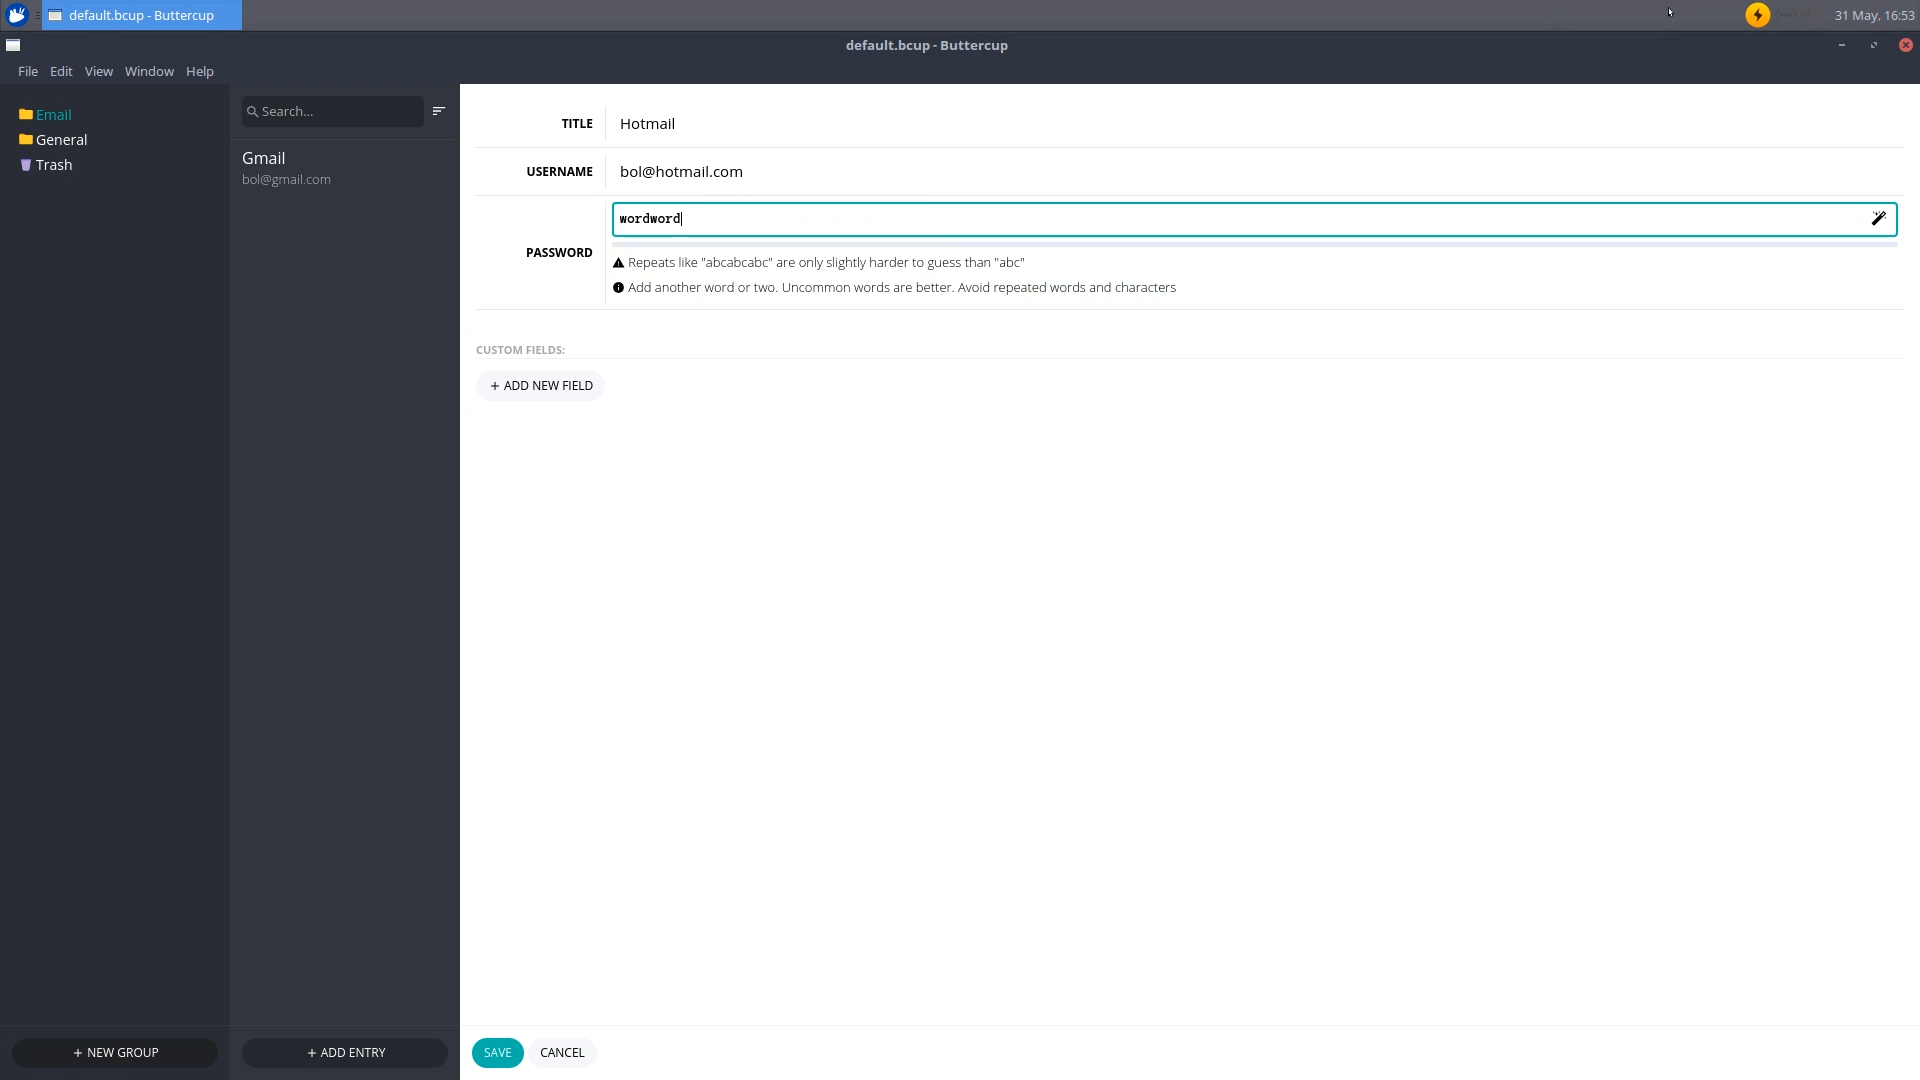 default.bcup - Buttercup
31 May, 16:53
default.bcup - Buttercup
File Edit View Window Help
Email
General
Trash
Search...
Gmail
bol@gmail.com
TITLE Hotmail
USERNAME bol@hotmail.com
PASSWORD wordword
Repeats like "abcabcabc" are only slightly harder to guess than "abc"
Add another word or two. Uncommon words are better. Avoid repeated words and characters
CUSTOM FIELDS:
+ ADD NEW FIELD
+ NEW GROUP
+ ADD ENTRY
SAVE CANCEL